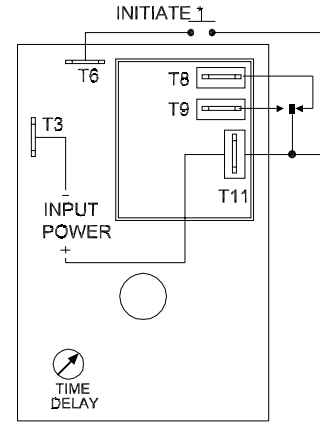 INITIATE *
T6
T8
T9
T3
T11
-
INPUT
POWER
+
TIME
DELAY